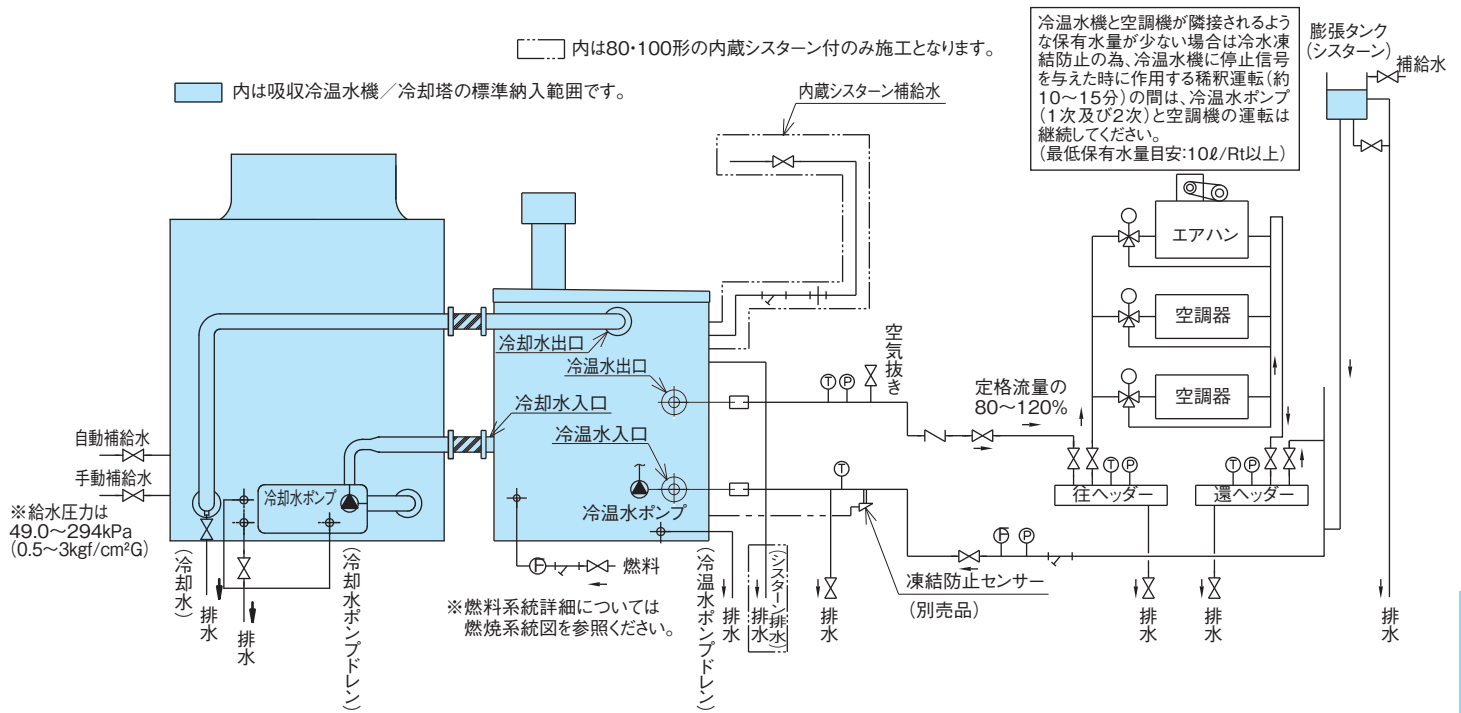 内は80・100形の内蔵シスターン付のみ施工となります。
内は吸収冷温水機／冷却塔の標準納入範囲です。
内蔵シスターン補給水
冷温水機と空調機が隣接されるよう
な保有水量が少ない場合は冷水凍
結防止の為、冷温水機に停止信号
を与えた時に作用する稀釈運転(約
10～15分)の間は、冷温水ポンプ
(1次及び2次)と空調機の運転は
継続してください。
(最低保有水量目安:10ℓ/Rt以上)
膨張タンク
(シスターン)
補給水
エアハン
空調器
空調器
冷却水出口
冷温水出口
冷却水入口
冷温水入口
空気抜き
定格流量の
80～120%
T
P
自動補給水
手動補給水
※給水圧力は
49.0～294kPa
(0.5～3kgf/cm²G)
冷却水ポンプ
冷温水ポンプ
T
T
P
T
P
往ヘッダー
還ヘッダー
F
P
F
燃料
※燃料系統詳細については
燃焼系統図を参照ください。
凍結防止センサー
(別売品)
(冷却水)
排水
排水
(冷却水ポンプドレン)
(冷温水ポンプドレン)
排水
排水
(シスターン排水)
排水
排水
排水
排水